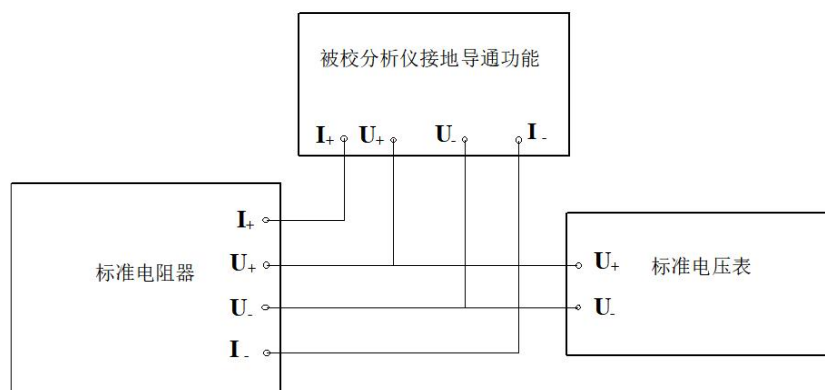 被校分析仪接地导通功能
I+ U+ U- I-
I+
标准电阻器
U+
U-
I-
U+
标准电压表
U-